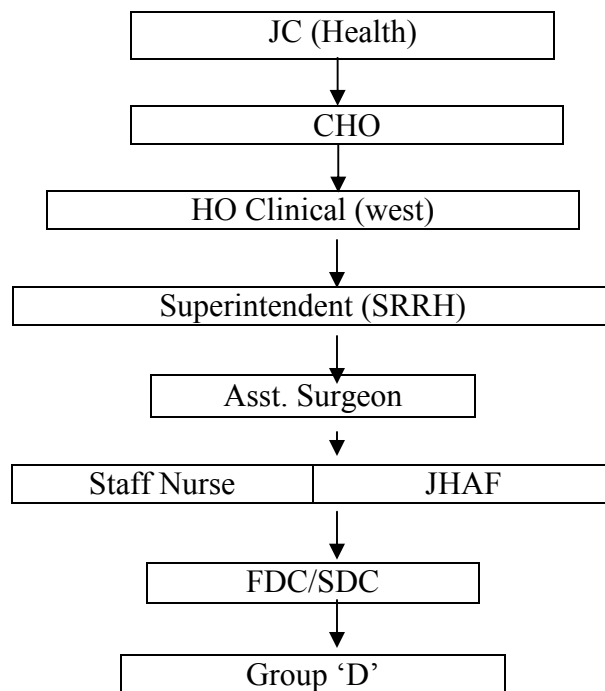 JC (Health)
CHO
HO Clinical (west)
Superintendent (SRRH)
Asst. Surgeon
Staff Nurse JHAF
FDC/SDC
Group ‘D’